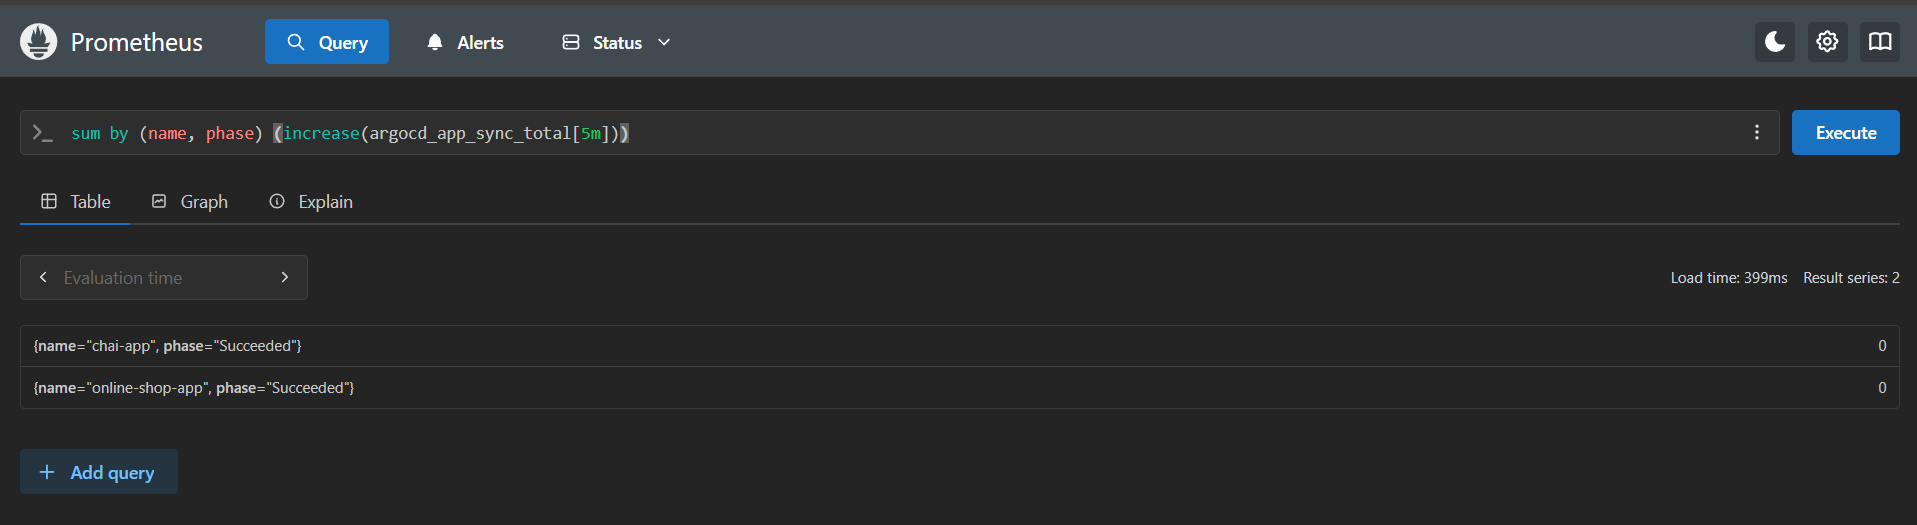 Prometheus Query Alerts Status
sum by (name, phase) (increase(argocd_app_sync_total[5m])) Execute
Table Graph Explain
Evaluation time Load time: 399ms Result series: 2
{name="chai-app", phase="Succeeded"} 0
{name="online-shop-app", phase="Succeeded"} 0
+ Add query